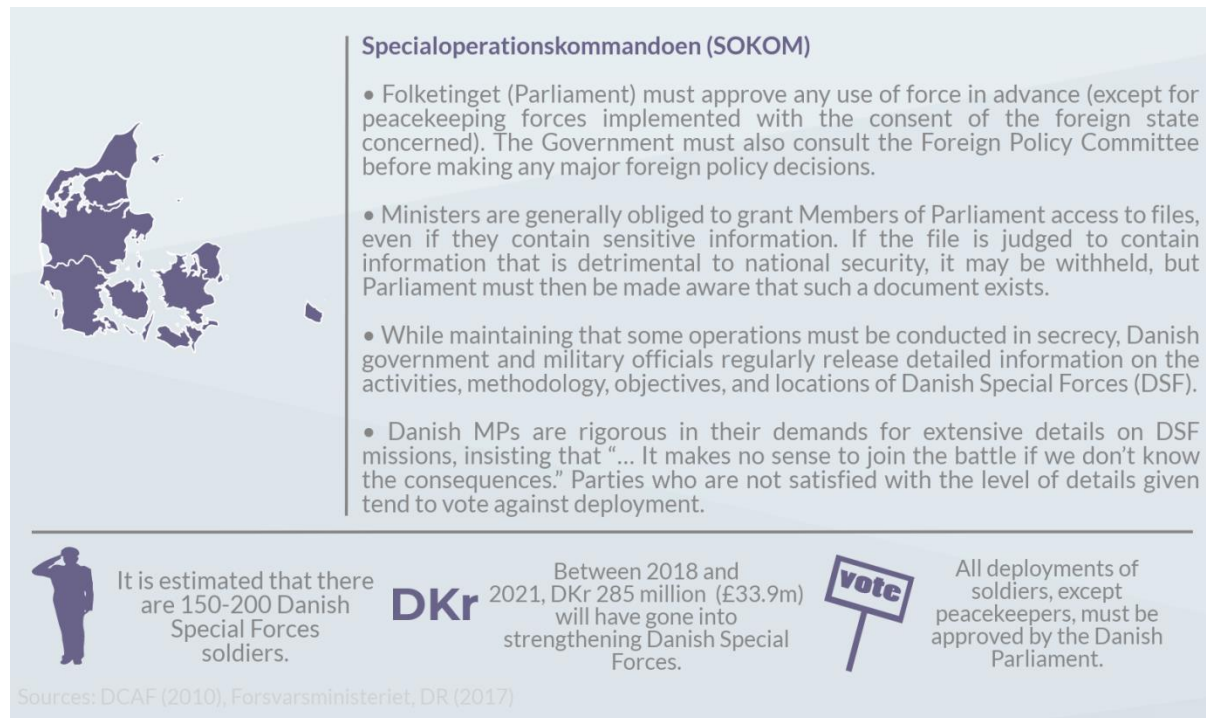 Specialoperationskommandoen (SOKOM)
• Folketinget (Parliament) must approve any use of force in advance (except for
peacekeeping forces implemented with the consent of the foreign state
concerned). The Government must also consult the Foreign Policy Committee
before making any major foreign policy decisions.
• Ministers are generally obliged to grant Members of Parliament access to files,
even if they contain sensitive information. If the file is judged to contain
information that is detrimental to national security, it may be withheld, but
Parliament must then be made aware that such a document exists.
• While maintaining that some operations must be conducted in secrecy, Danish
government and military officials regularly release detailed information on the
activities, methodology, objectives, and locations of Danish Special Forces (DSF).
• Danish MPs are rigorous in their demands for extensive details on DSF
missions, insisting that “... It makes no sense to join the battle if we don’t know
the consequences.” Parties who are not satisfied with the level of details given
tend to vote against deployment.
It is estimated that there
are 150-200 Danish
Special Forces
soldiers.
DKr
Between 2018 and
2021, DKr 285 million (£33.9m)
will have gone into
strengthening Danish Special
Forces.
vote
All deployments of
soldiers, except
peacekeepers, must be
approved by the Danish
Parliament.
Sources: DCAF (2010), Forsvarsministeriet, DR (2017)